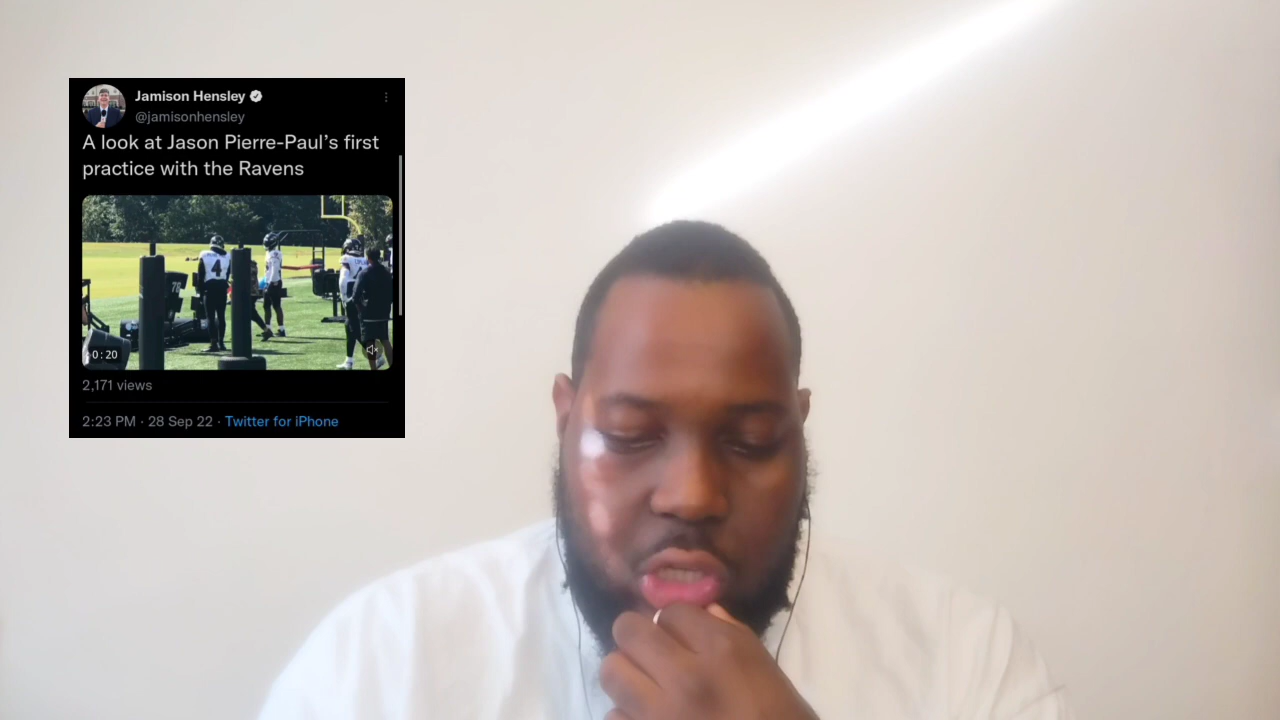 Jamison Hensley
@jamisonhensley
A look at Jason Pierre-Paul’s first
practice with the Ravens
4
0:20
2,171 views
2:23 PM · 28 Sep 22 · Twitter for iPhone